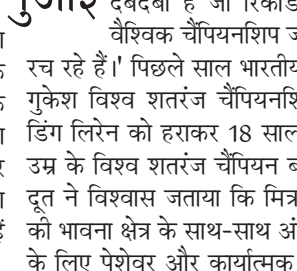 दबदबा है जो रिकॉर्ड
वैश्विक चैंपियनशिप ज
रच रहे हैं।' पिछले साल भारतीय
गुकेश विश्व शतरंज चैंपियनशि
डिंग लिरेन को हराकर 18 साल
उम्र के विश्व शतरंज चैंपियन ब
दूत ने विश्वास जताया कि मित्र
की भावना क्षेत्र के साथ-साथ अं
के लिए पेशेवर और कार्यात्मक